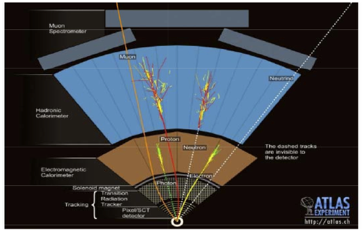 Muon
Spectrometer
Muon
Neutrino
Hadronic
Calorimeter
Proton
Neutron
The dashed tracks
are invisible to
the detector
Electromagnetic
Calorimeter
Photon
Electron
Solenoid magnet
Tracking
Transition
Radiation
Tracker
Pixel/SCT
detector
ATLAS
EXPERIMENT
http://atlas.ch